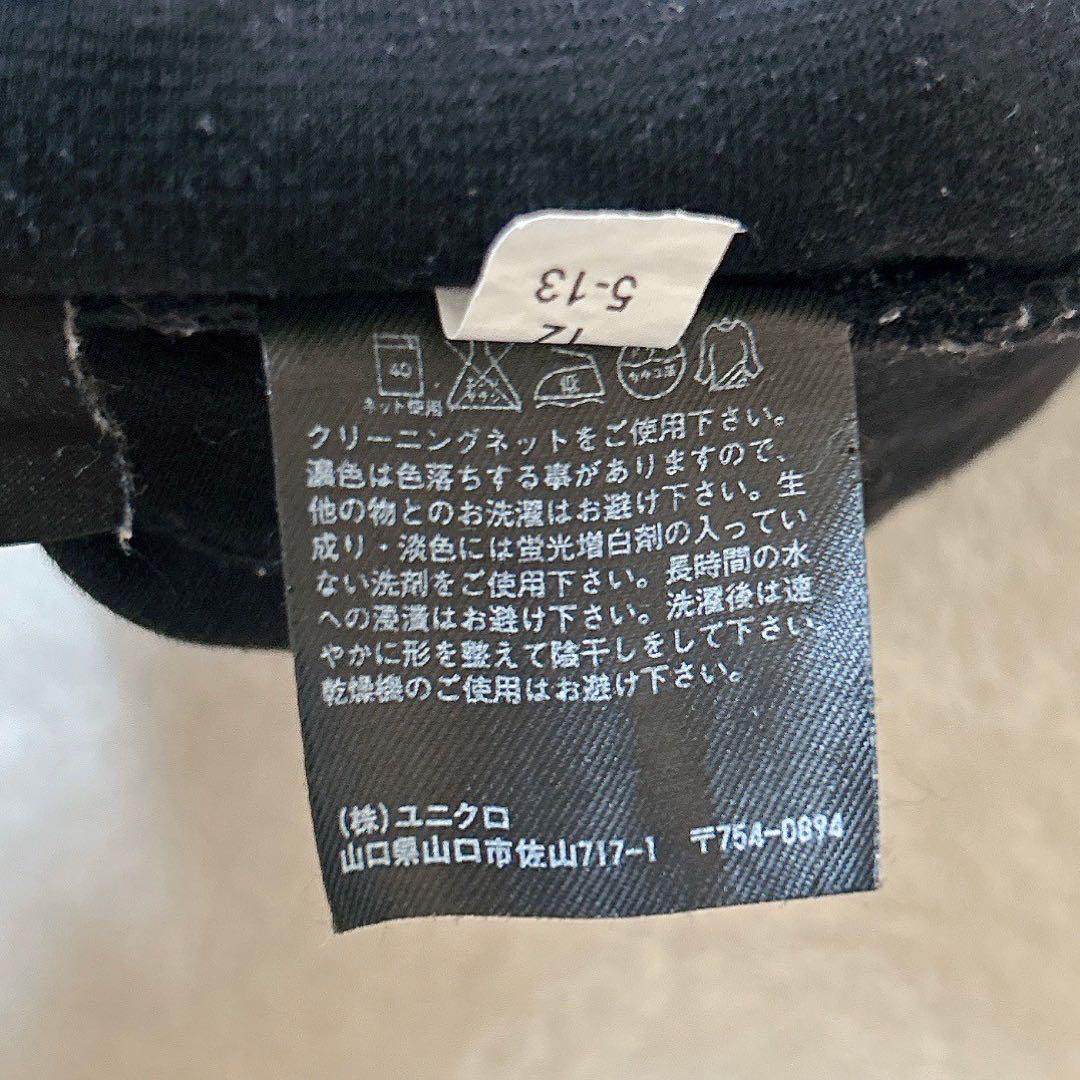 5-13
12
40
ネット使用
低
クリーニングネットをご使用下さい。
濃色は色落ちする事がありますので、
他の物とのお洗濯はお避け下さい。生
成り・淡色には蛍光増白剤の入ってい
ない洗剤をご使用下さい。長時間の水
への浸漬はお避け下さい。洗濯後は速
やかに形を整えて陰干しをして下さい。
乾燥機のご使用はお避け下さい。
(株)ユニクロ
山口県山口市佐山717-1 〒754-0894